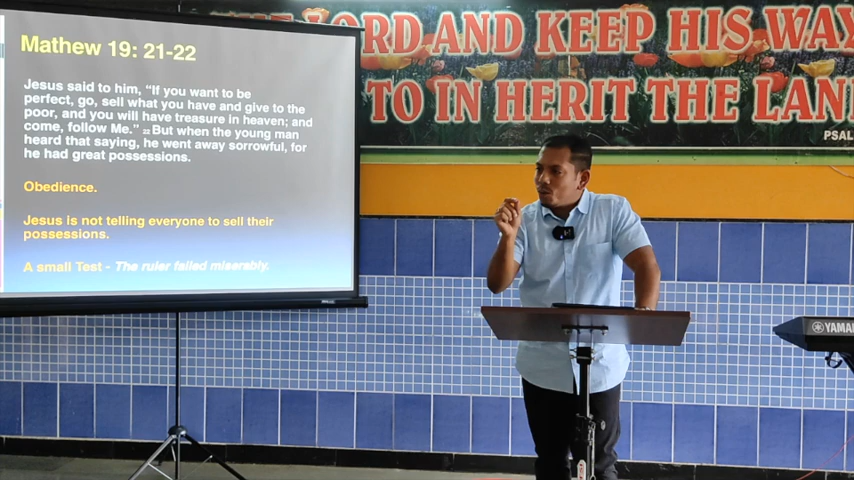 Mathew 19: 21-22
Jesus said to him, “If you want to be
perfect, go, sell what you have and give to the
poor, and you will have treasure in heaven; and
come, follow Me.” 22 But when the young man
heard that saying, he went away sorrowful, for
he had great possessions.
Obedience.
Jesus is not telling everyone to sell their
possessions.
A small Test - The ruler failed miserably.
LORD AND KEEP HIS WAY
TO IN HERIT THE LAN
PSAL
YAMA